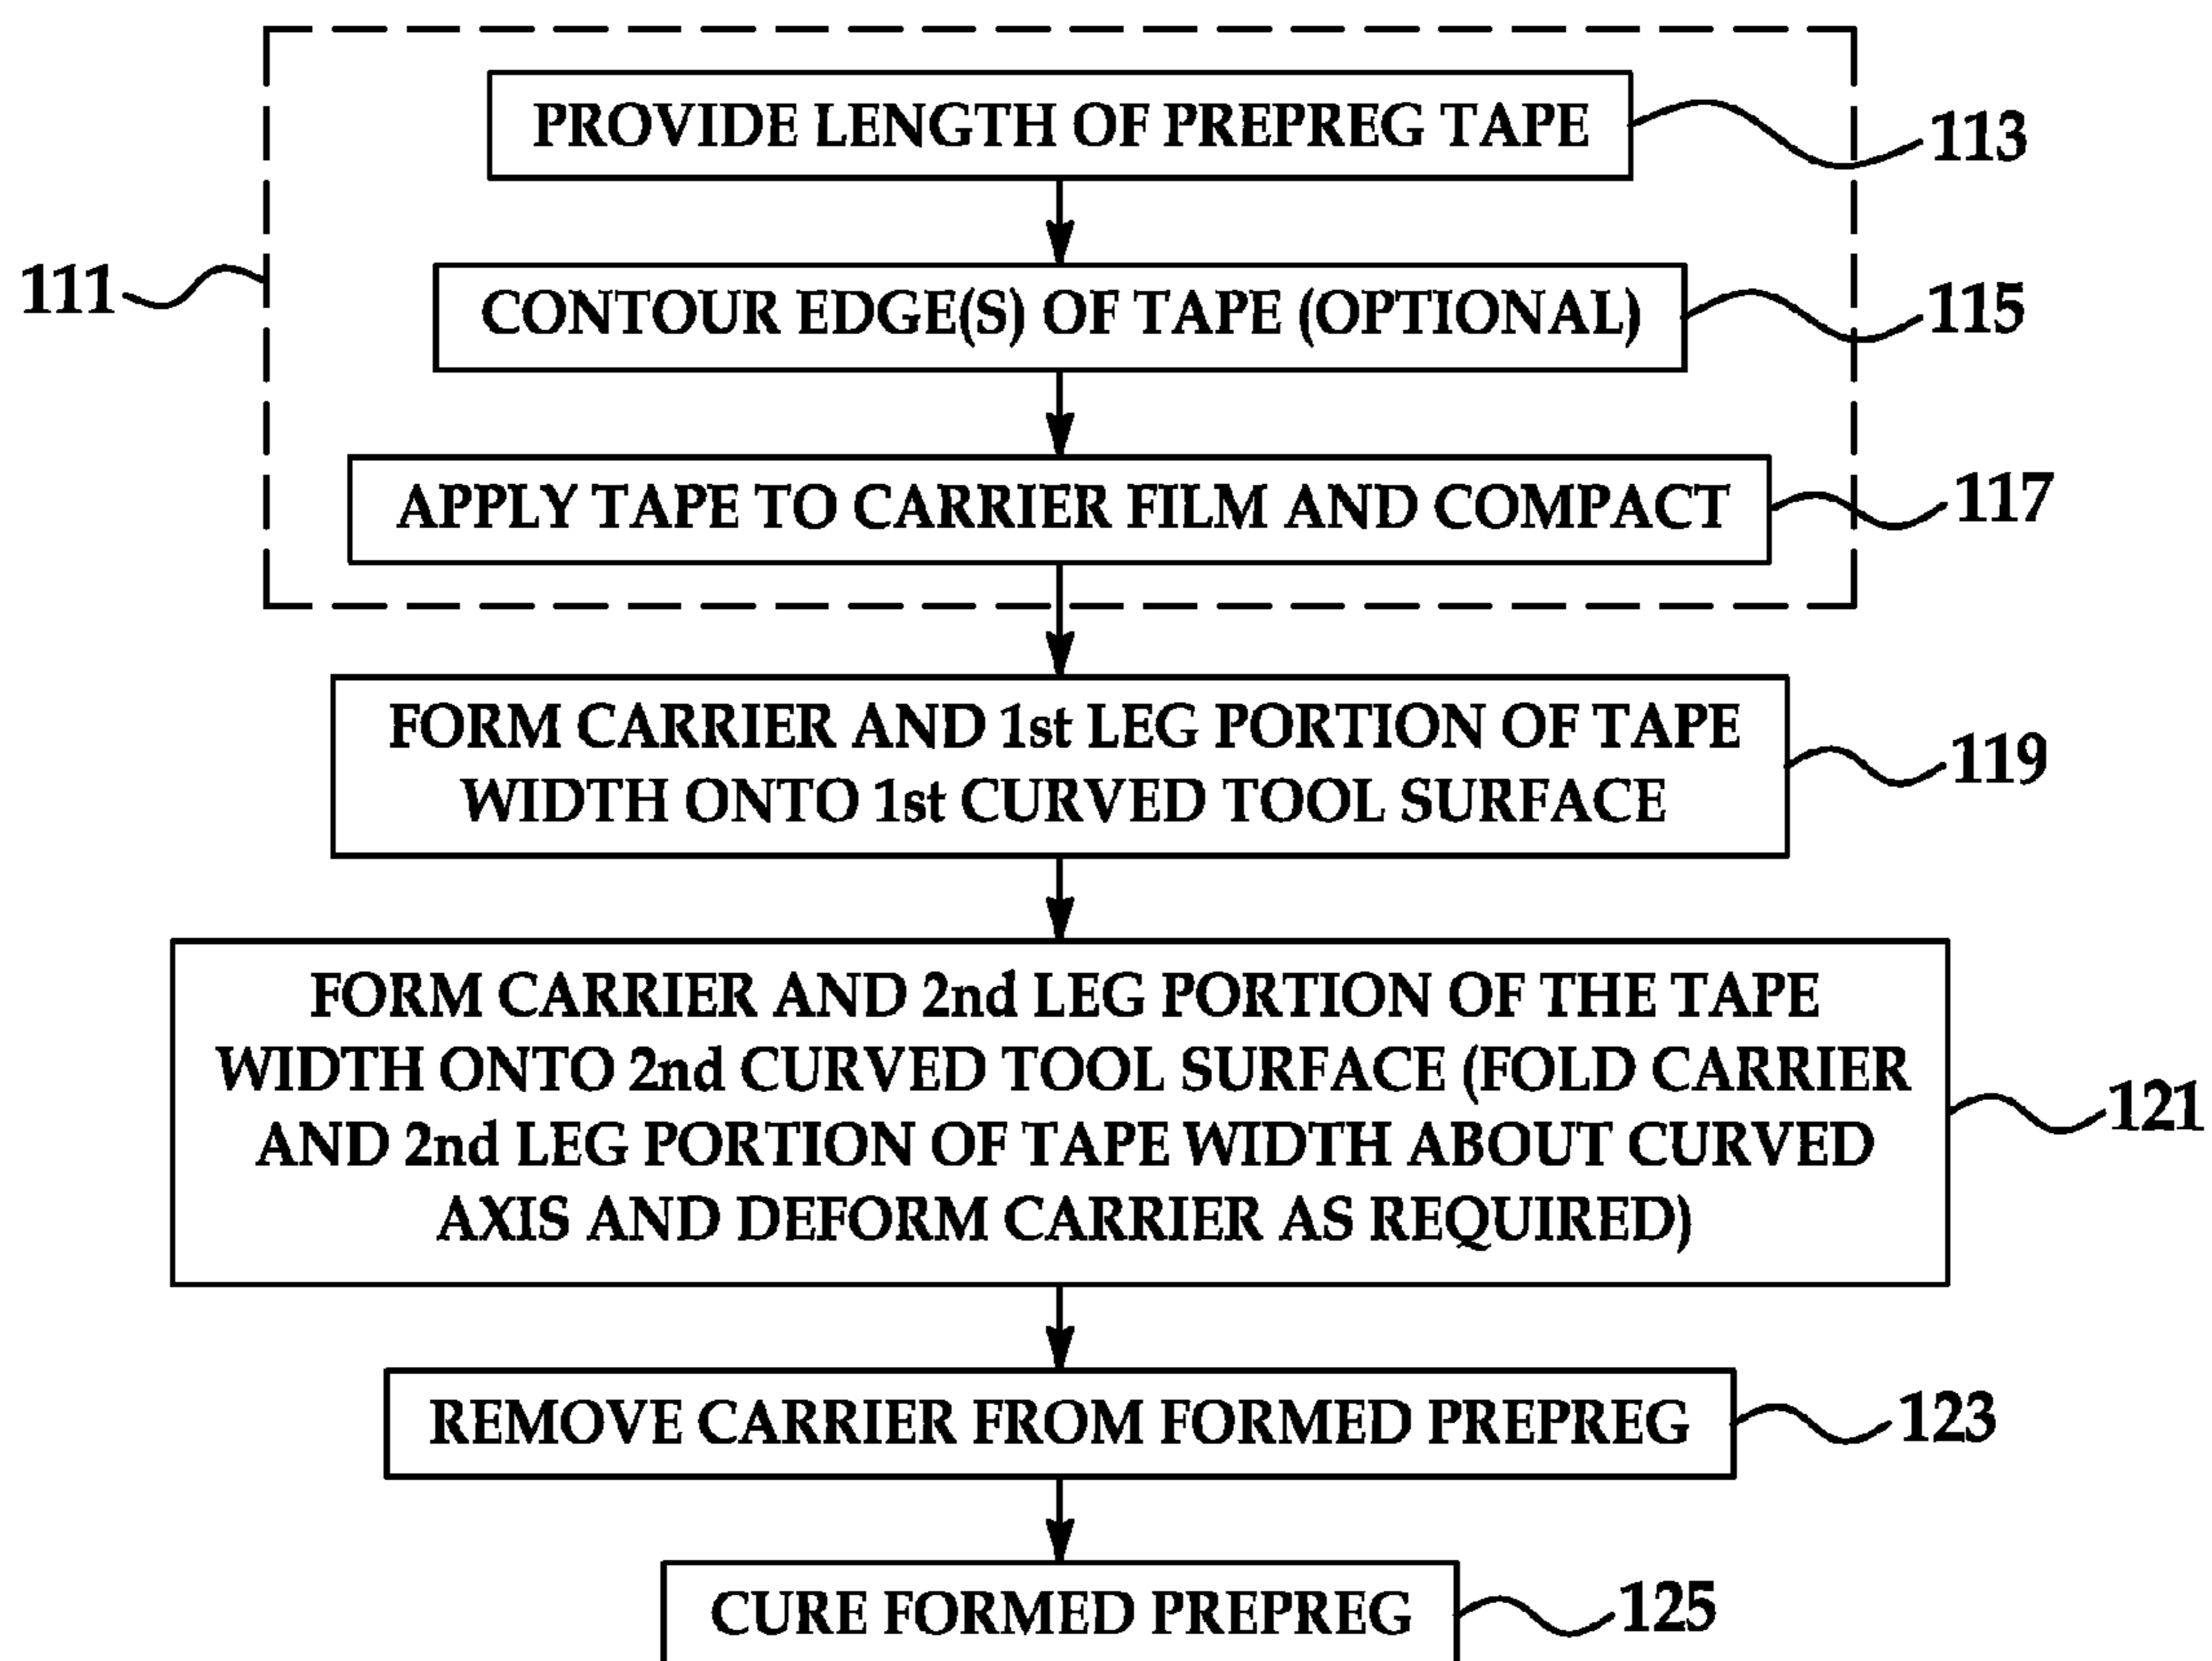 PROVIDE LENGTH OF PREPREG TAPE
113
111
CONTOUR EDGE(S) OF TAPE (OPTIONAL)
115
APPLY TAPE TO CARRIER FILM AND COMPACT
117
FORM CARRIER AND 1st LEG PORTION OF TAPE
WIDTH ONTO 1st CURVED TOOL SURFACE
119
FORM CARRIER AND 2nd LEG PORTION OF THE TAPE
WIDTH ONTO 2nd CURVED TOOL SURFACE (FOLD CARRIER
AND 2nd LEG PORTION OF TAPE WIDTH ABOUT CURVED
AXIS AND DEFORM CARRIER AS REQUIRED)
121
REMOVE CARRIER FROM FORMED PREPREG
123
CURE FORMED PREPREG
125